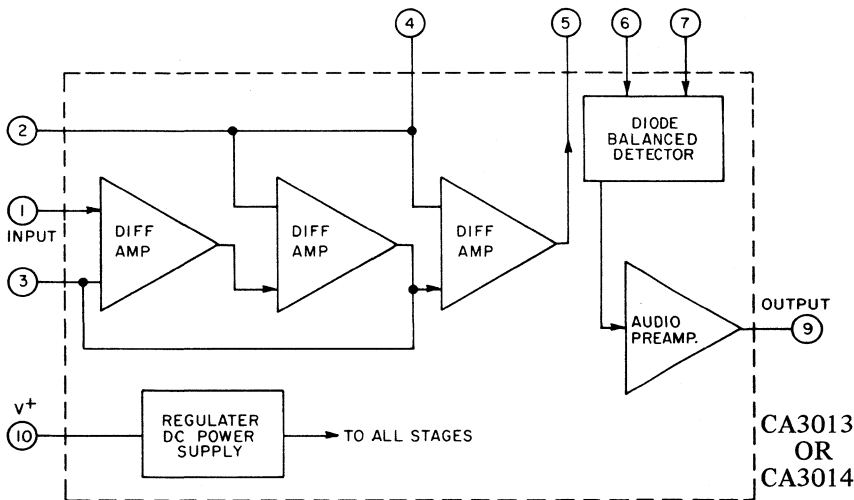 4
5
6
7
2
DIODE
BALANCED
DETECTOR
1
INPUT
DIFF
AMP
DIFF
AMP
DIFF
AMP
3
AUDIO
PREAMP.
OUTPUT
9
V+
10
REGULATER
DC POWER
SUPPLY
TO ALL STAGES
CA3013
OR
CA3014